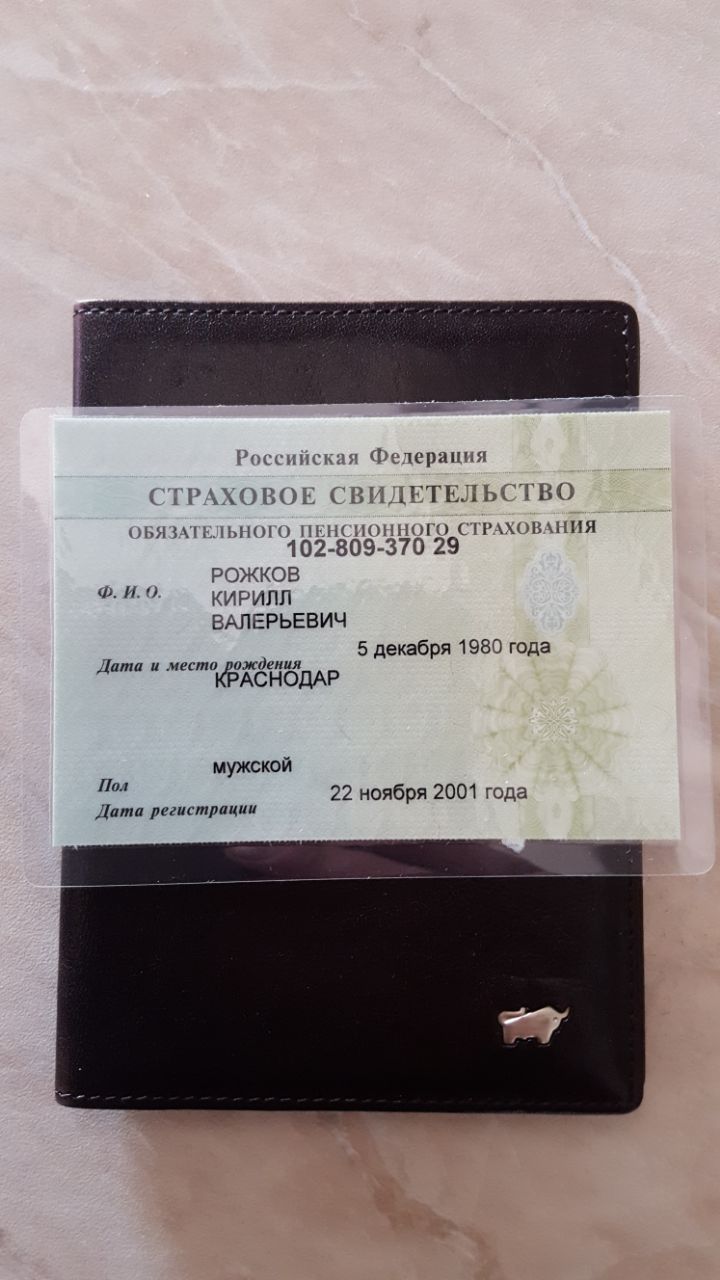 Российская Федерация
СТРАХОВОЕ СВИДЕТЕЛЬСТВО
ОБЯЗАТЕЛЬНОГО ПЕНСИОННОГО СТРАХОВАНИЯ
102-809-370 29
Ф. И. О.
РОЖКОВ
КИРИЛЛ
ВАЛЕРЬЕВИЧ
5 декабря 1980 года
Дата и место рождения
КРАСНОДАР
мужской
Пол
22 ноября 2001 года
Дата регистрации